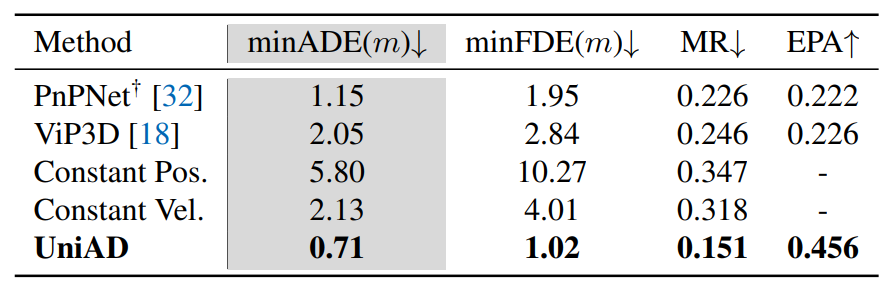 Method minADE(m)↓ minFDE(m)↓ MR↓ EPA↑
PnPNet† [32] 1.15 1.95 0.226 0.222
ViP3D [18] 2.05 2.84 0.246 0.226
Constant Pos. 5.80 10.27 0.347 -
Constant Vel. 2.13 4.01 0.318 -
UniAD 0.71 1.02 0.151 0.456